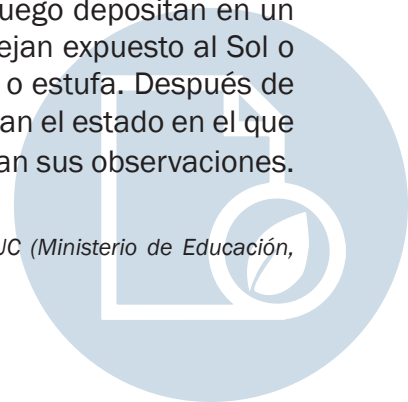 uego depositan en un
ejan expuesto al Sol o
o estufa. Después de
an el estado en el que
an sus observaciones.
UC (Ministerio de Educación,